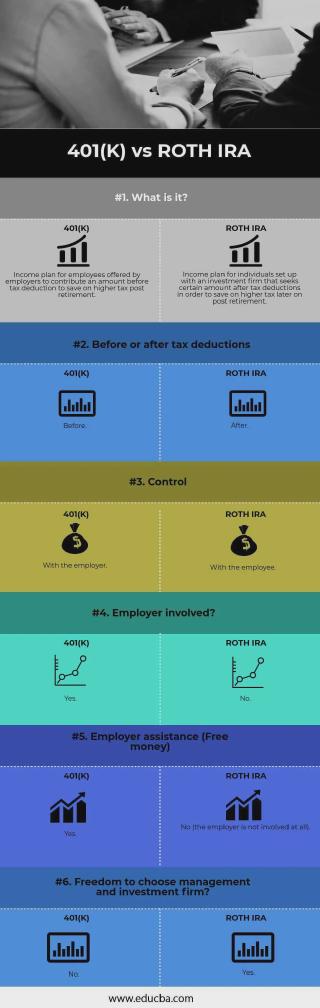 401(K) vs ROTH IRA
#1. What is it?
401(K)
Income plan for employees offered by
employers to contribute an amount before
tax deduction to save on higher tax post
retirement.
ROTH IRA
Income plan for individuals set up
with an investment firm that seeks
certain amount after tax deductions
in order to save on higher tax later on
post retirement.
#2. Before or after tax deductions
401(K)
Before.
ROTH IRA
After.
#3. Control
401(K)
With the employer.
ROTH IRA
With the employee.
#4. Employer involved?
401(K)
Yes.
ROTH IRA
No.
#5. Employer assistance (Free
money)
401(K)
Yes.
ROTH IRA
No (the employer is not involved at all).
#6. Freedom to choose management
and investment firm?
401(K)
No.
ROTH IRA
Yes.
www.educba.com